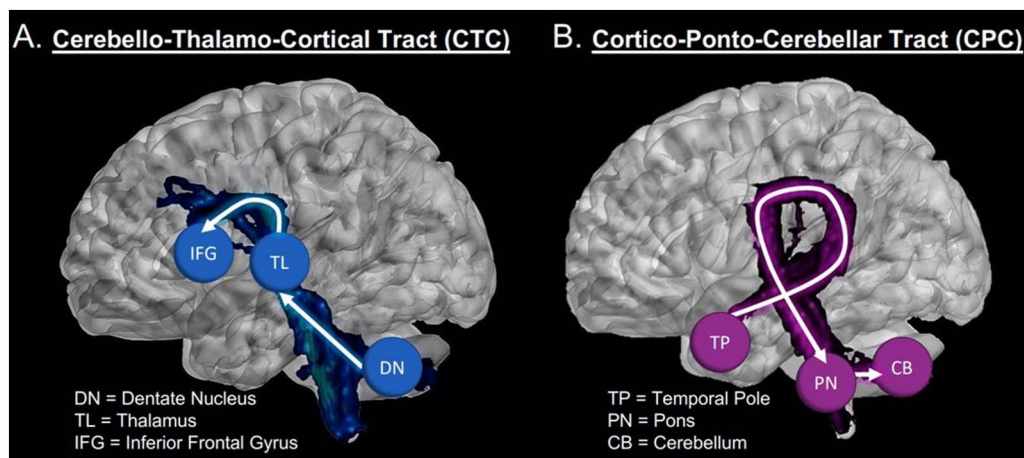 A. Cerebello-Thalamo-Cortical Tract (CTC)
IFG
TL
DN
DN = Dentate Nucleus
TL = Thalamus
IFG = Inferior Frontal Gyrus
B. Cortico-Ponto-Cerebellar Tract (CPC)
TP
PN
CB
TP = Temporal Pole
PN = Pons
CB = Cerebellum